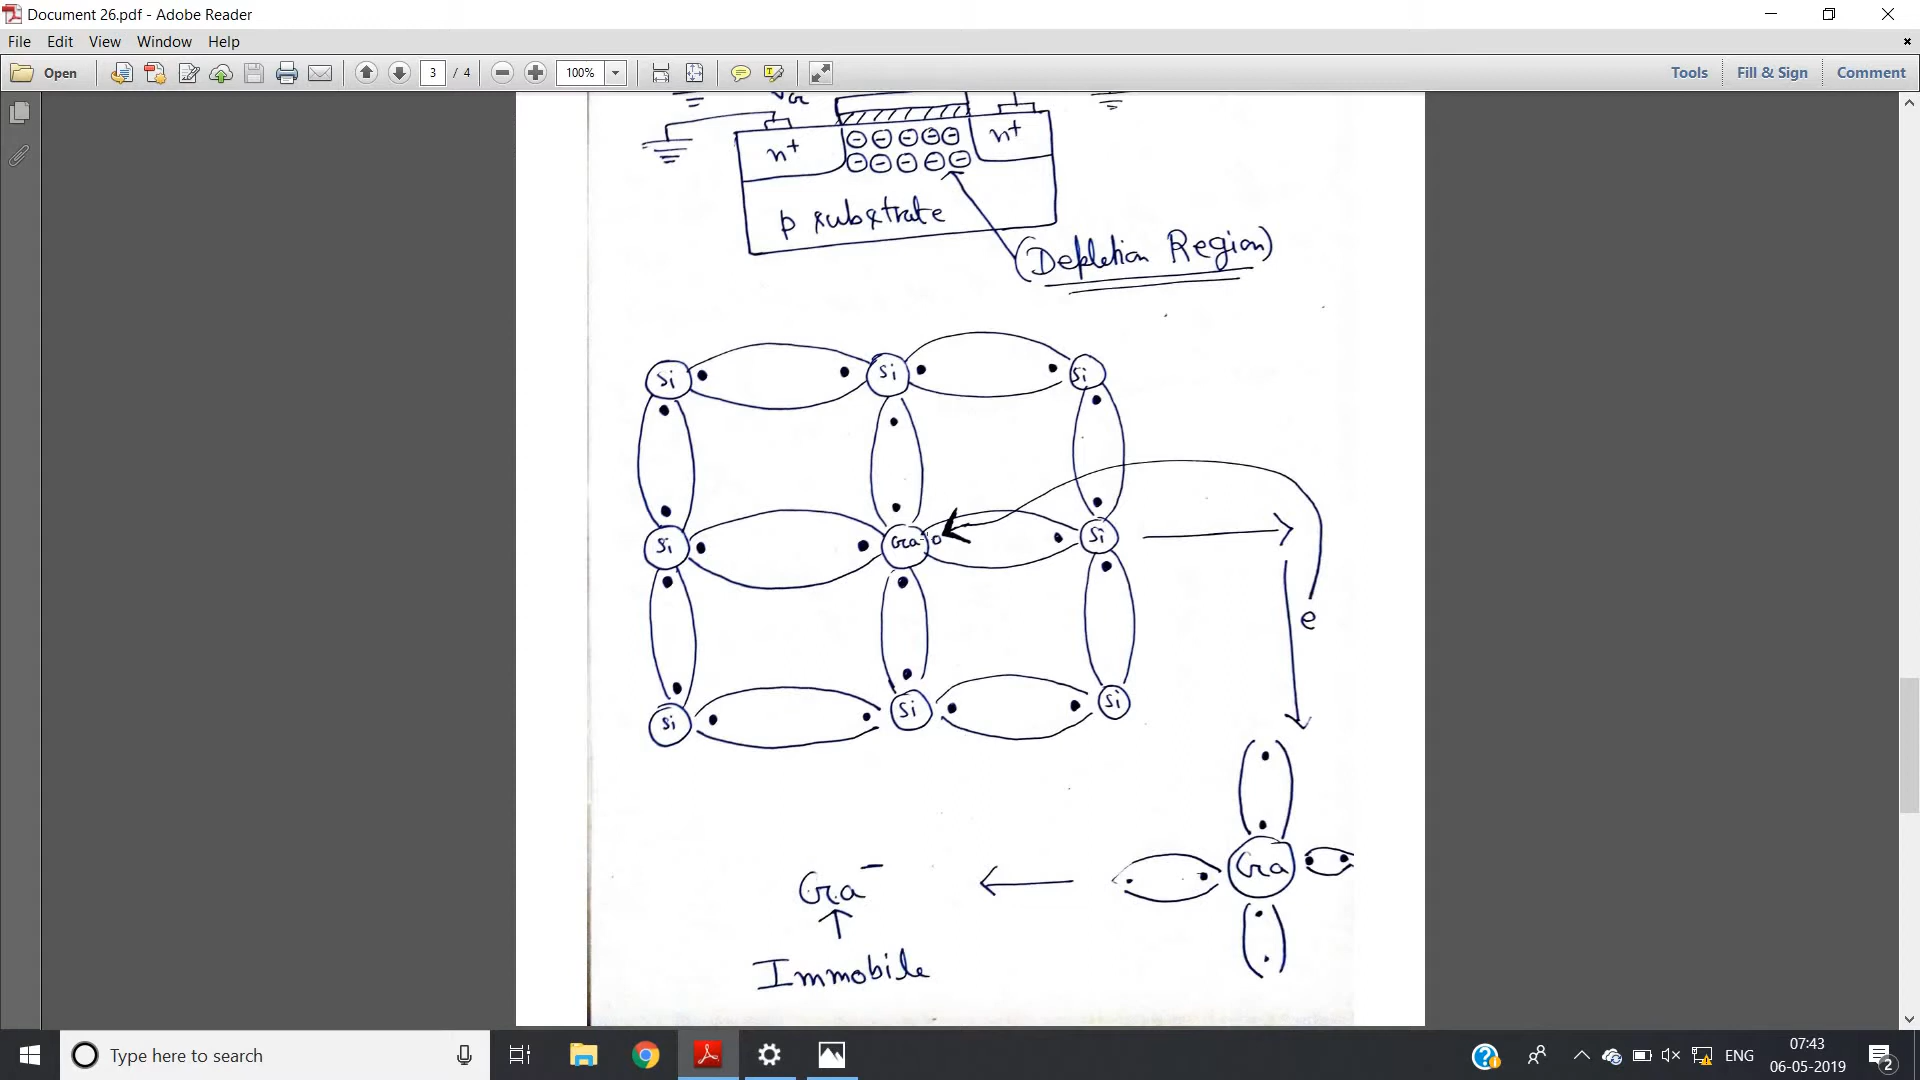 Document 26.pdf - Adobe Reader
File Edit View Window Help
Open 3 / 4 100% Tools Fill & Sign Comment
VG
n+ n+
p substrate
(Depletion Region)
Si Si Si
Si Ga Si
e
Si Si Si
Ga
Ga-
Immobile
Type here to search
ENG
07:43
06-05-2019
2